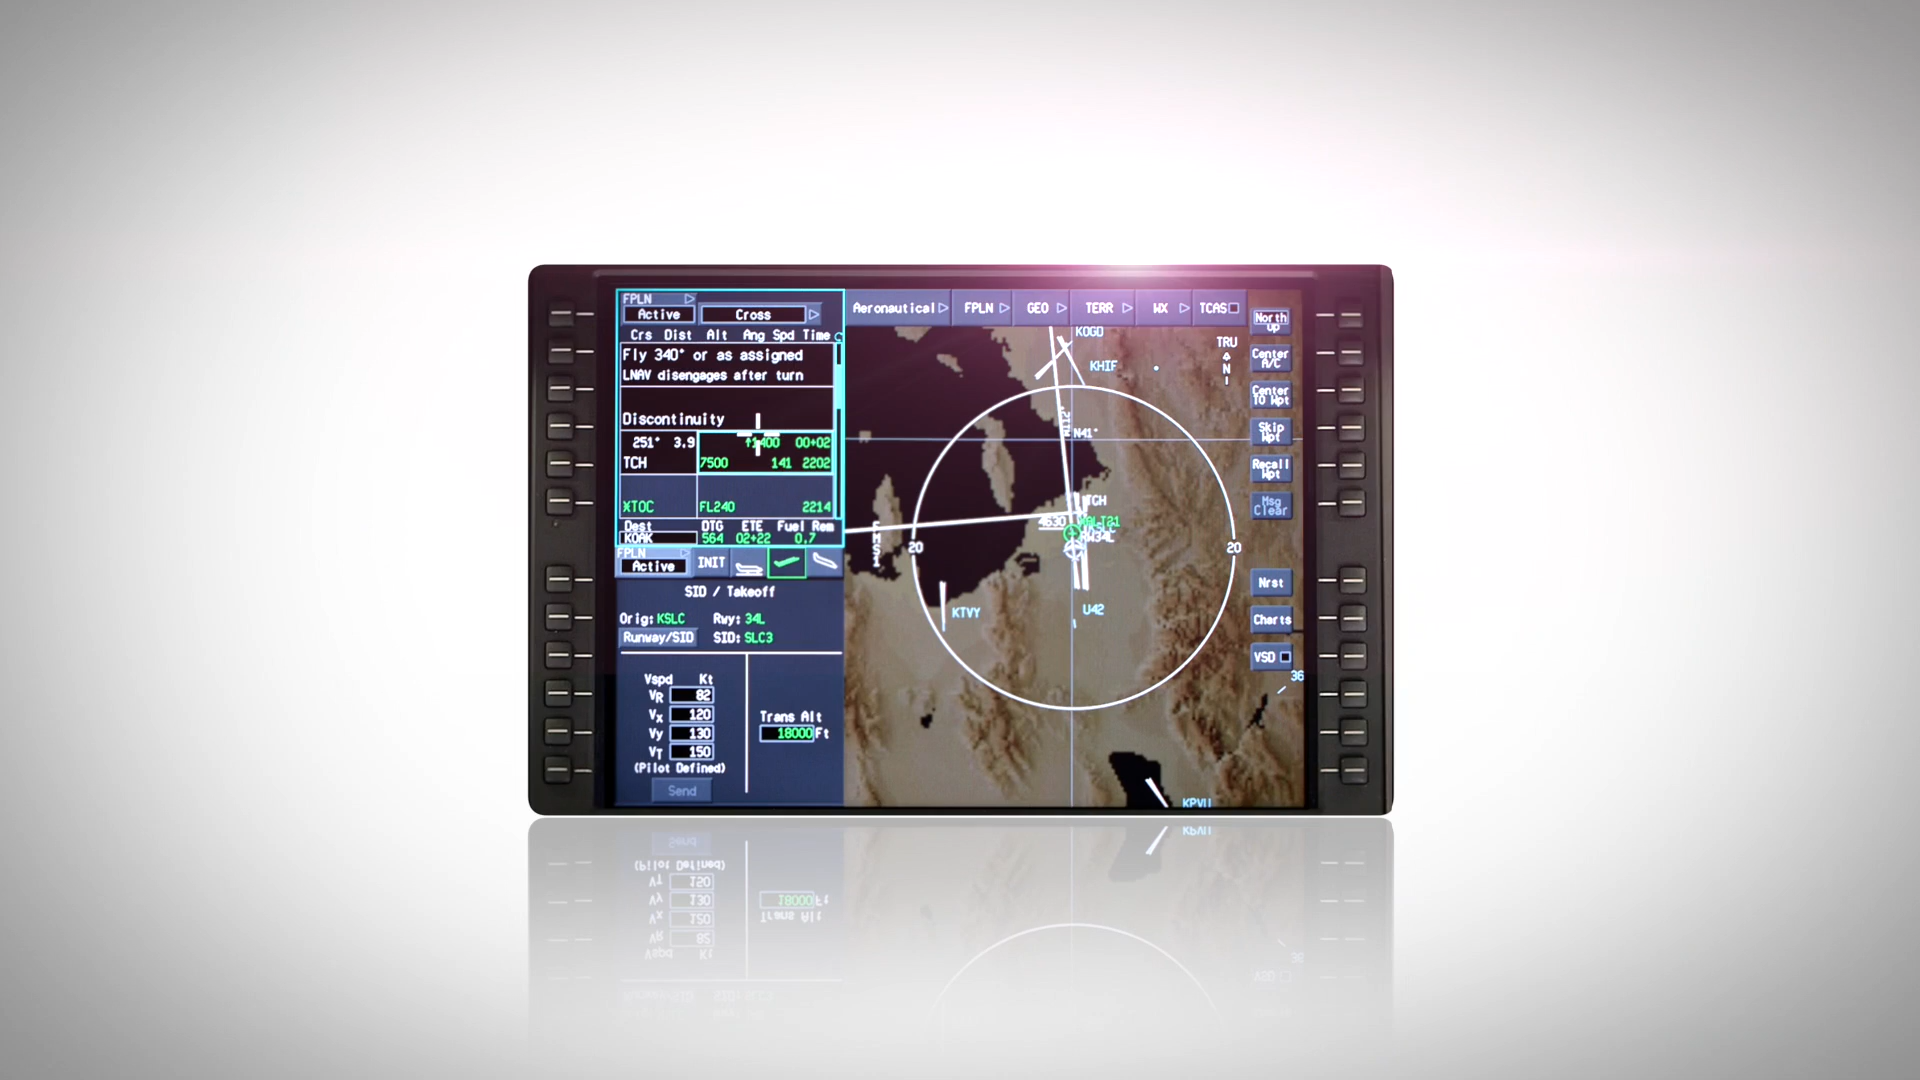 FPLN
Active
Cross
Crs Dist Alt Ang Spd Time
Fly 340° or as assigned
LNAV disengages after turn
Discontinuity
251° 3.9 00+02
TCH 7500 141 2202
XTOC FL240 2214
Dest DTG ETE Fuel Rem
KOAK 564 02+22 0.7
FPLN
Active
INIT
SID / Takeoff
Orig: KSLC Rwy: 34L
Runway/SID SID: SLC3
Vspd Kt
VR 82
Vx 120
Vy 130
VT 150
(Pilot Defined)
Send
Trans Alt
18000 Ft
Aeronautical FPLN GEO TERR WX TCAS
KOGD
KHIF
TRU
N
W112°
N41°
TCH
4630
RW34L
FMS1
20
20
KTVY
U42
KPVU
36
North up
Center A/C
Center TO Wpt
Skip Wpt
Recall Wpt
Msg Clear
Nrst
Charts
VSD